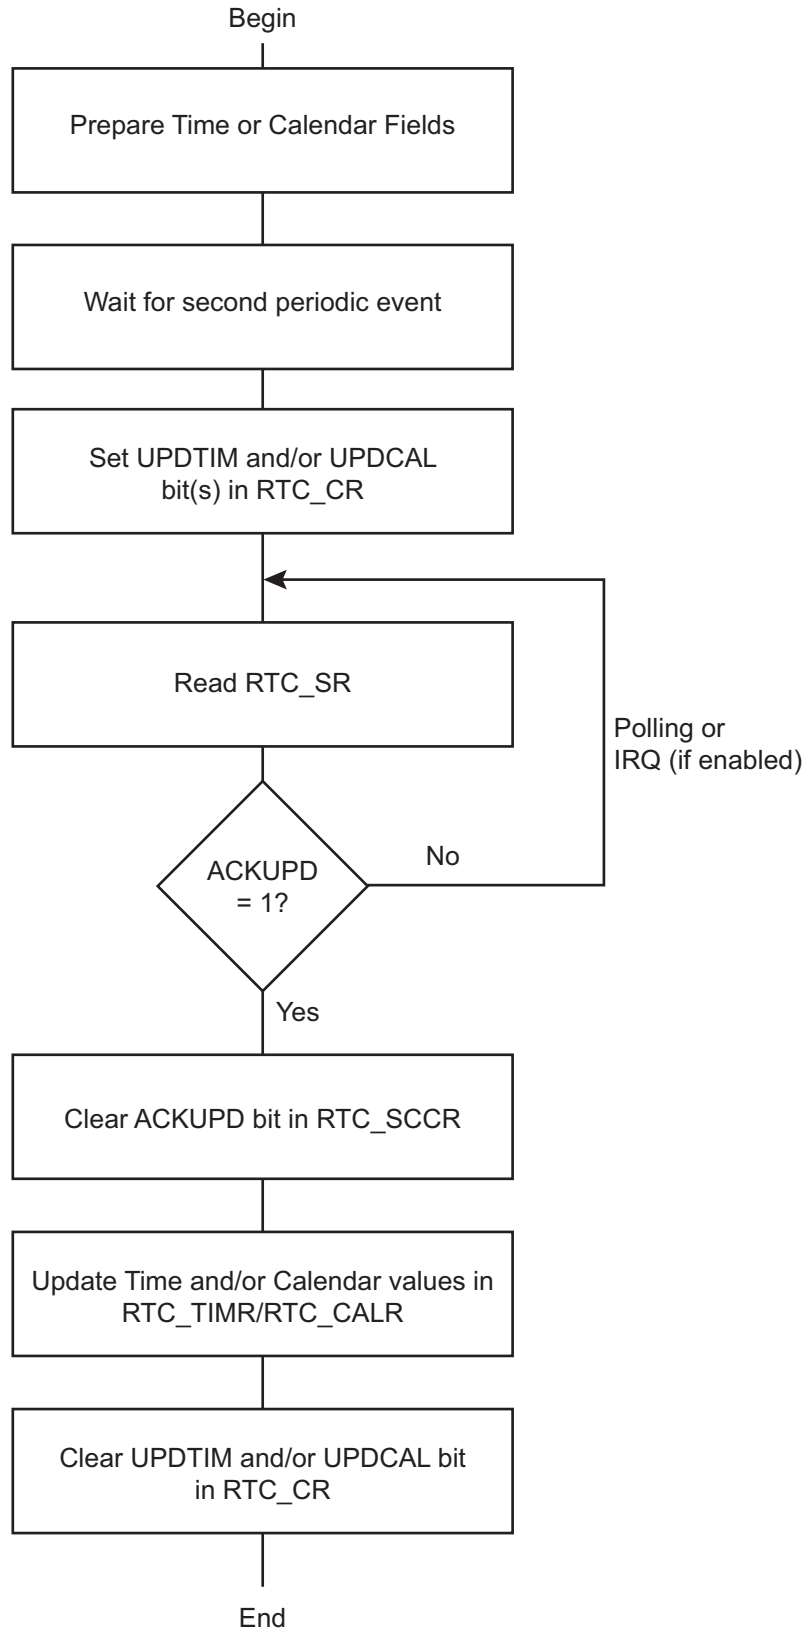 Begin
Prepare Time or Calendar Fields
Wait for second periodic event
Set UPDTIM and/or UPDCAL
bit(s) in RTC_CR
Read RTC_SR
Polling or
IRQ (if enabled)
ACKUPD
= 1?
No
Yes
Clear ACKUPD bit in RTC_SCCR
Update Time and/or Calendar values in
RTC_TIMR/RTC_CALR
Clear UPDTIM and/or UPDCAL bit
in RTC_CR
End